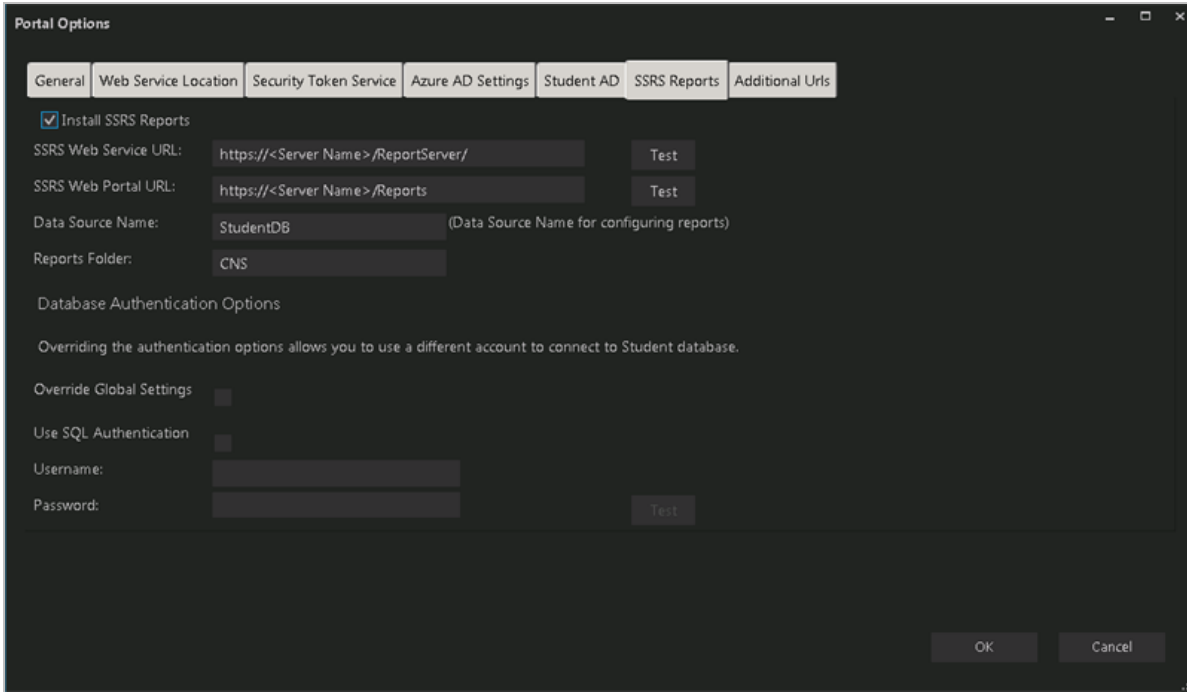 Portal Options
General Web Service Location Security Token Service Azure AD Settings Student AD SSRS Reports Additional Urls
Install SSRS Reports
SSRS Web Service URL: https://<Server Name>/ReportServer/ Test
SSRS Web Portal URL: https://<Server Name>/Reports Test
Data Source Name: StudentDB (Data Source Name for configuring reports)
Reports Folder: CNS
Database Authentication Options
Overriding the authentication options allows you to use a different account to connect to Student database.
Override Global Settings
Use SQL Authentication
Username:
Password: Test
OK Cancel